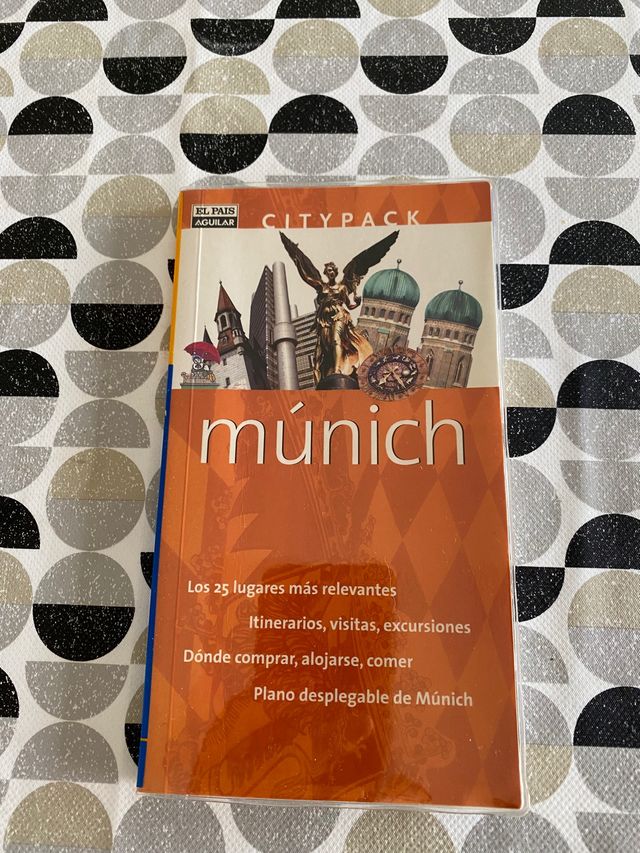 EL PAIS
AGUILAR
CITYPACK
múnich
Los 25 lugares más relevantes
Itinerarios, visitas, excursiones
Dónde comprar, alojarse, comer
Plano desplegable de Múnich